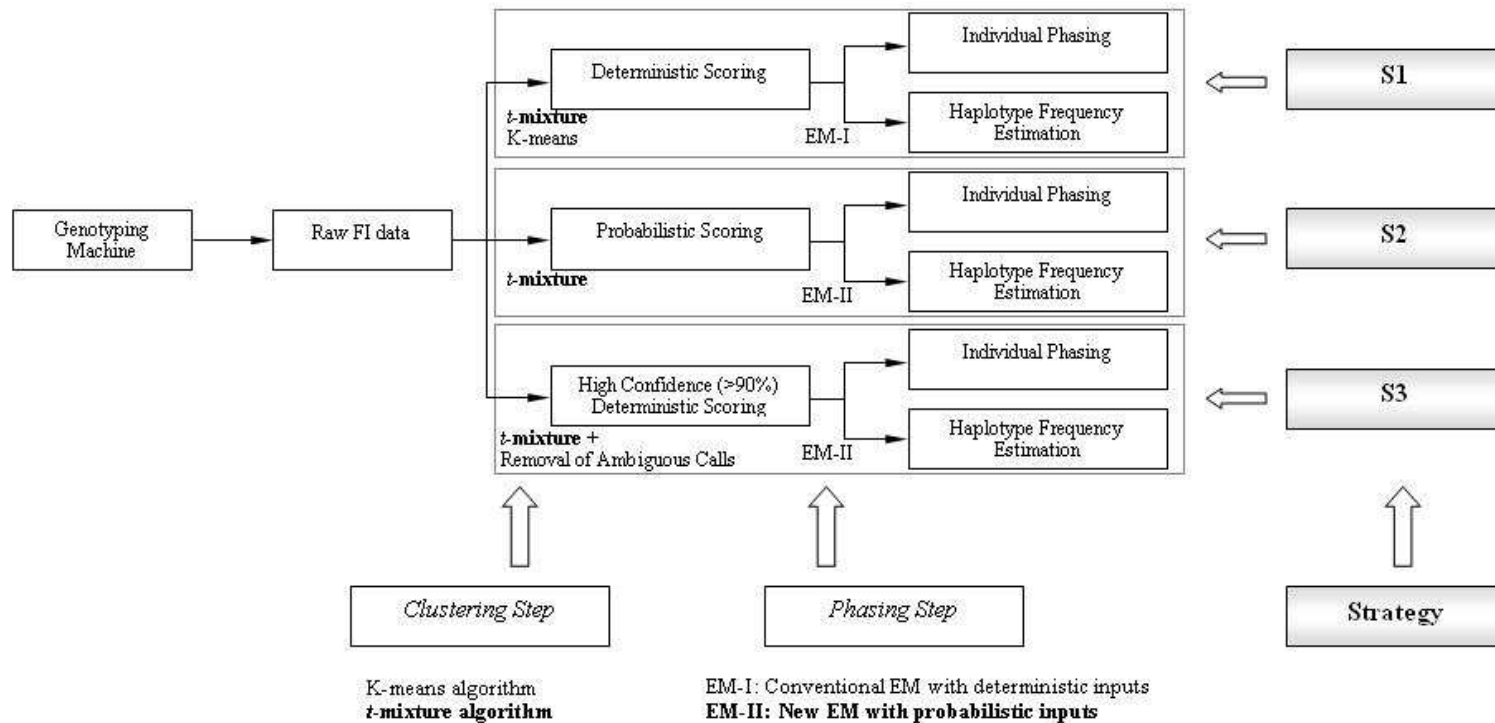 Individual Phasing
Deterministic Scoring
Haplotype Frequency
Estimation
t-mixture
K-means
EM-I
S1
Genotyping
Machine
Raw FI data
Individual Phasing
Probabilistic Scoring
Haplotype Frequency
Estimation
t-mixture
EM-II
S2
Individual Phasing
High Confidence (>90%)
Deterministic Scoring
Haplotype Frequency
Estimation
t-mixture +
Removal of Ambiguous Calls
EM-II
S3
Clustering Step
Phasing Step
Strategy
K-means algorithm
t-mixture algorithm
EM-I: Conventional EM with deterministic inputs
EM-II: New EM with probabilistic inputs